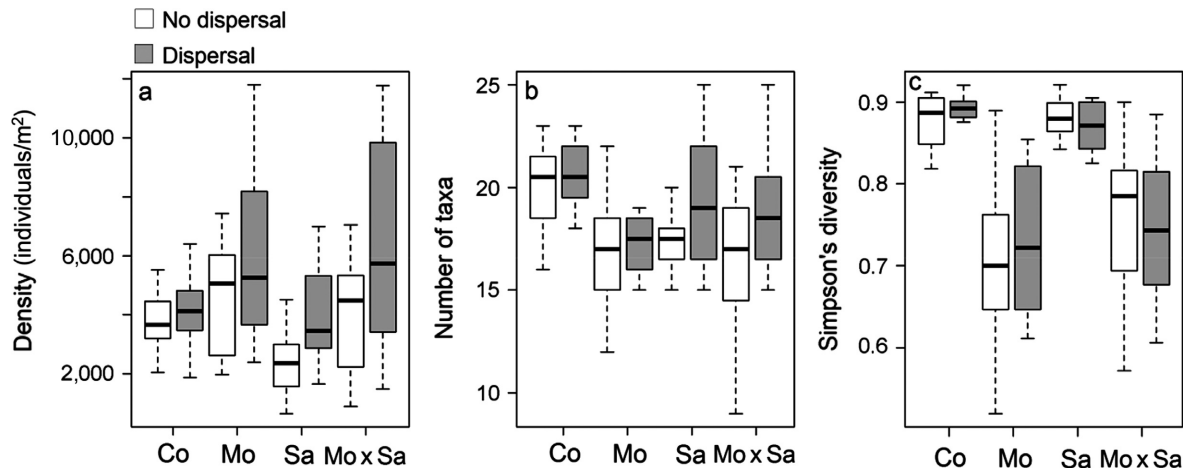 No dispersal
Dispersal
a
Density (individuals/m²)
10,000
6,000
2,000
Co Mo Sa Mo x Sa
b
Number of taxa
25
20
15
10
Co Mo Sa Mo x Sa
c
Simpson's diversity
0.9
0.8
0.7
0.6
Co Mo Sa Mo x Sa